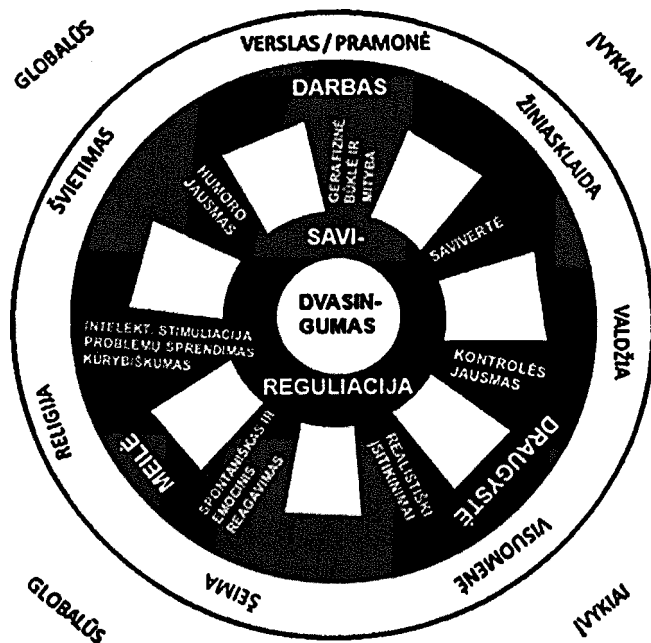 GLOBALŪS
ĮVYKIAI
VERSLAS / PRAMONĖ
ŽINIASKLAIDA
ŠVIETIMAS
DARBAS
HUMORO
JAUSMAS
GERA FIZINĖ
BŪKLĖ IR
MITYBA
SAVIVERTĖ
SAVI-
DVASIN-
GUMAS
REGULIACIJA
INTELEKT. STIMULIACIJA
PROBLEMŲ SPRENDIMAS
KŪRYBIŠKUMAS
KONTROLĖS
JAUSMAS
VALDŽIA
RELIGIJA
MEILĖ
SPONTANIŠKAS IR
EMOCINIS
REAGAVIMAS
REALISTIŠKI
ĮSITIKINIMAI
DRAUGYSTĖ
ŠEIMA
VISUOMENĖ
GLOBALŪS
ĮVYKIAI